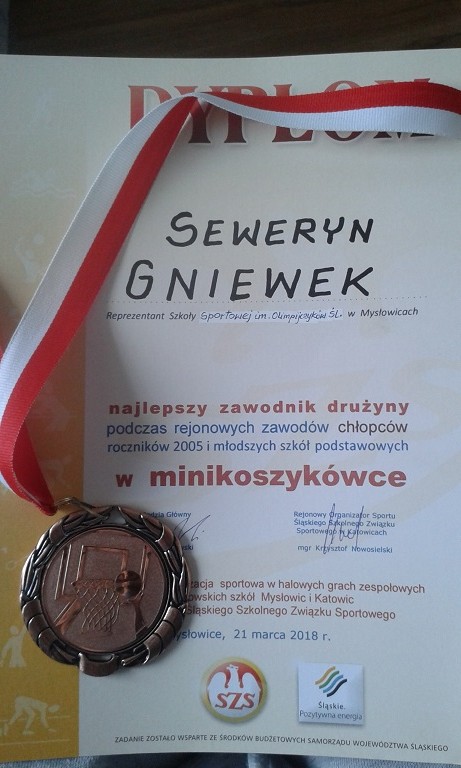 DYPLOM
SEWERYN
GNIEWEK
Reprezentant Szkoły Sportowej im. Olimpijczyków Śl. w Mysłowicach
najlepszy zawodnik drużyny
podczas rejonowych zawodów chłopców
roczników 2005 i młodszych szkół podstawowych
w minikoszykówce
Główny
Rejonowy Organizator Sportu
Śląskiego Szkolnego Związku
Sportowego w Katowicach
mgr Krzysztof Nowosielski
sportowa w halowych grach zespołowych
szkół Mysłowic i Katowic
Śląskiego Szkolnego Związku Sportowego
21 marca 2018 r.
SZS
Śląskie.
Pozytywna energia
ZADANIE ZOSTAŁO WSPARTE ZE ŚRODKÓW BUDŻETOWYCH SAMORZĄDU WOJEWÓDZTWA ŚLĄSKIEGO